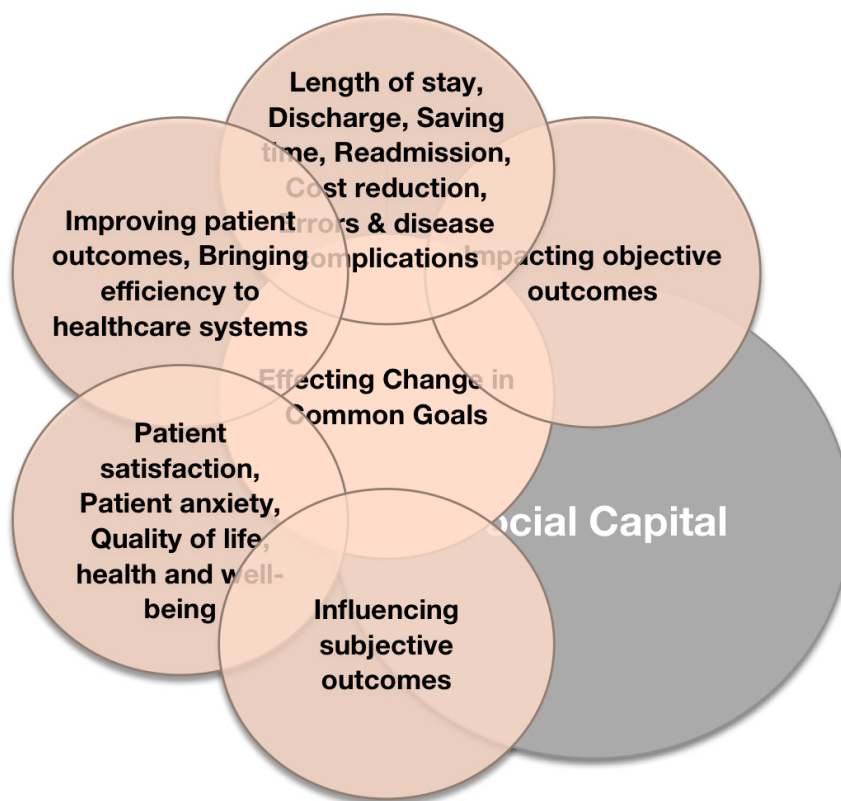 Length of stay,
Discharge, Saving
time, Readmission,
Cost reduction,
Errors & disease
complications
Improving patient
outcomes, Bringing
efficiency to
healthcare systems
Impacting objective
outcomes
Effecting Change in
Common Goals
Patient
satisfaction,
Patient anxiety,
Quality of life,
health and well-
being
Social Capital
Influencing
subjective
outcomes